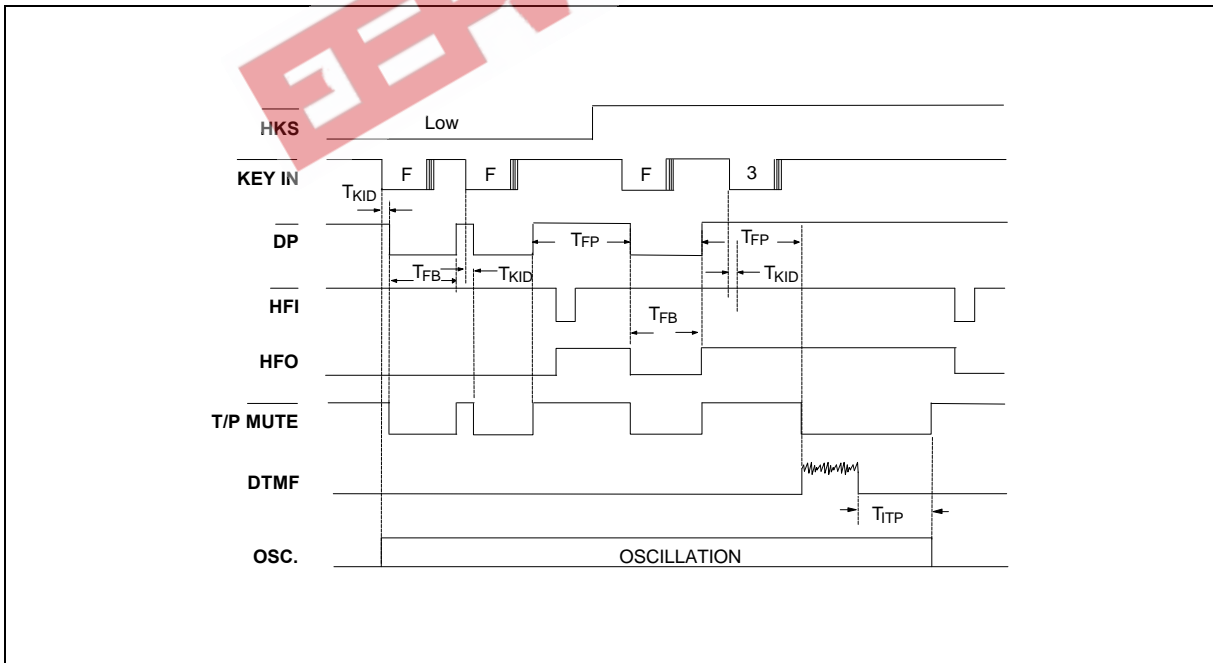 HKS
Low
KEY IN
F
F
F
3
TKID
DP
TFP
TFP
TFB
TKID
TKID
HFI
TFB
HFO
T/P MUTE
DTMF
TITP
OSC.
OSCILLATION